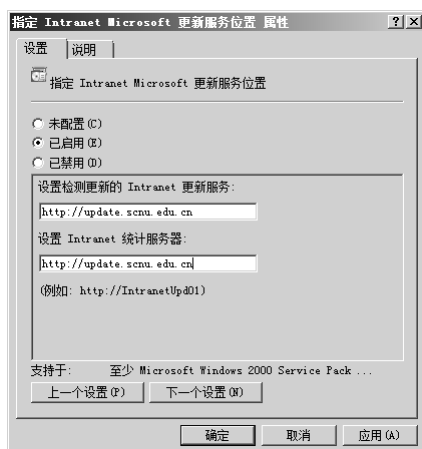 指定 Intranet Microsoft 更新服务位置 属性
设置 说明
指定 Intranet Microsoft 更新服务位置
未配置(C)
已启用(E)
已禁用(D)
设置检测更新的 Intranet 更新服务:
http://update.scnu.edu.cn
设置 Intranet 统计服务器:
http://update.scnu.edu.cn
(例如: http://IntranetUpd01)
支持于: 至少 Microsoft Windows 2000 Service Pack ...
上一个设置(P) 下一个设置(N)
确定 取消 应用(A)